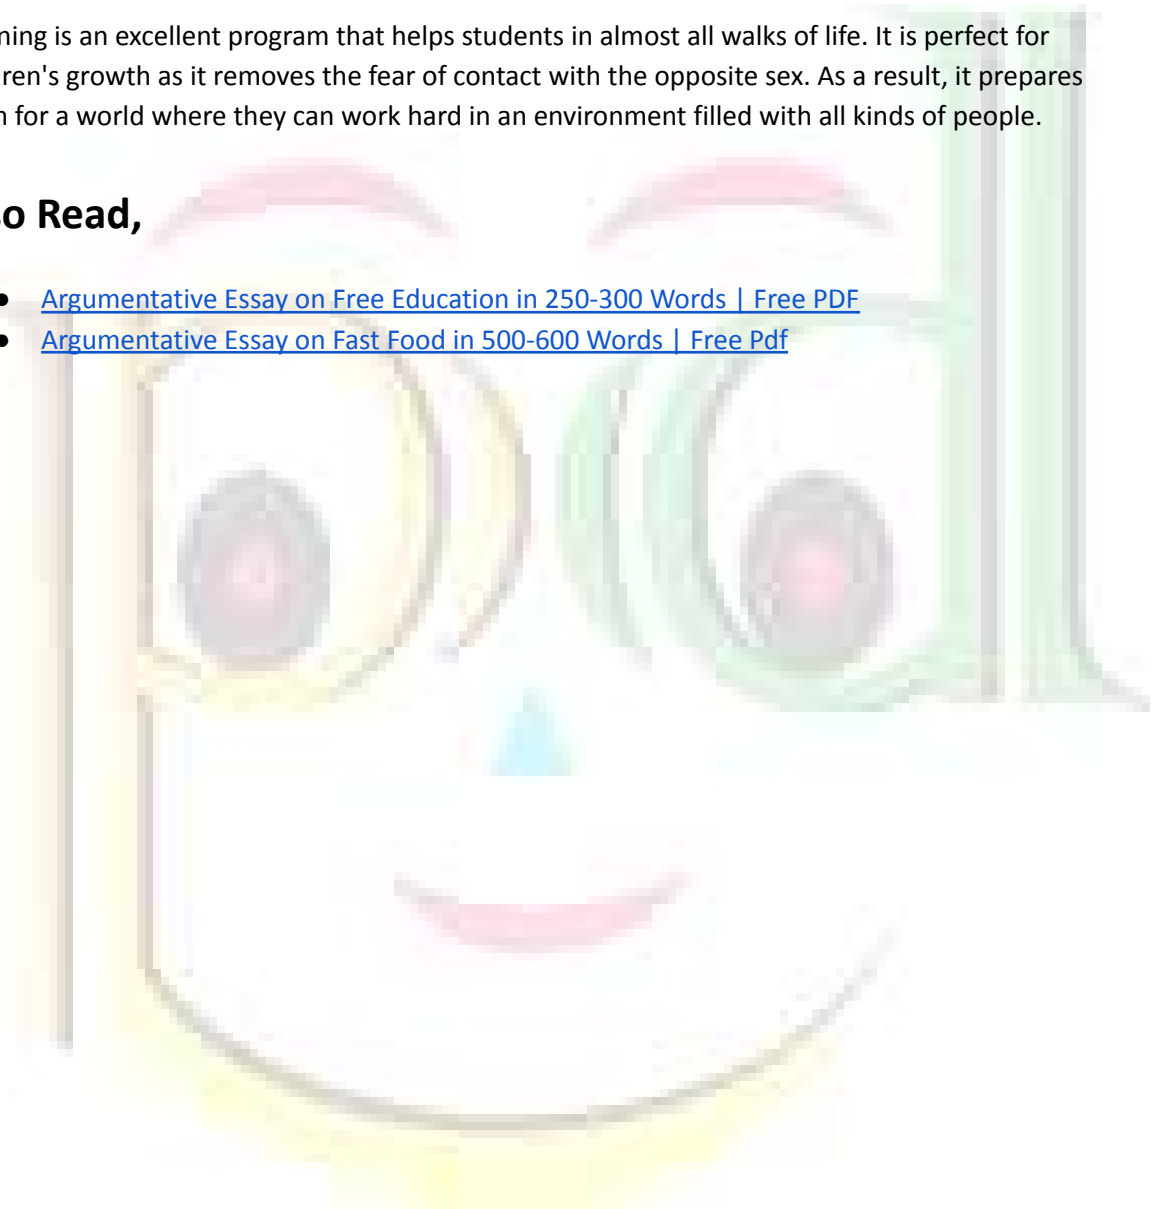 ning is an excellent program that helps students in almost all walks of life. It is perfect for
ren's growth as it removes the fear of contact with the opposite sex. As a result, it prepares
n for a world where they can work hard in an environment filled with all kinds of people.
o Read,
● Argumentative Essay on Free Education in 250-300 Words | Free PDF
● Argumentative Essay on Fast Food in 500-600 Words | Free Pdf